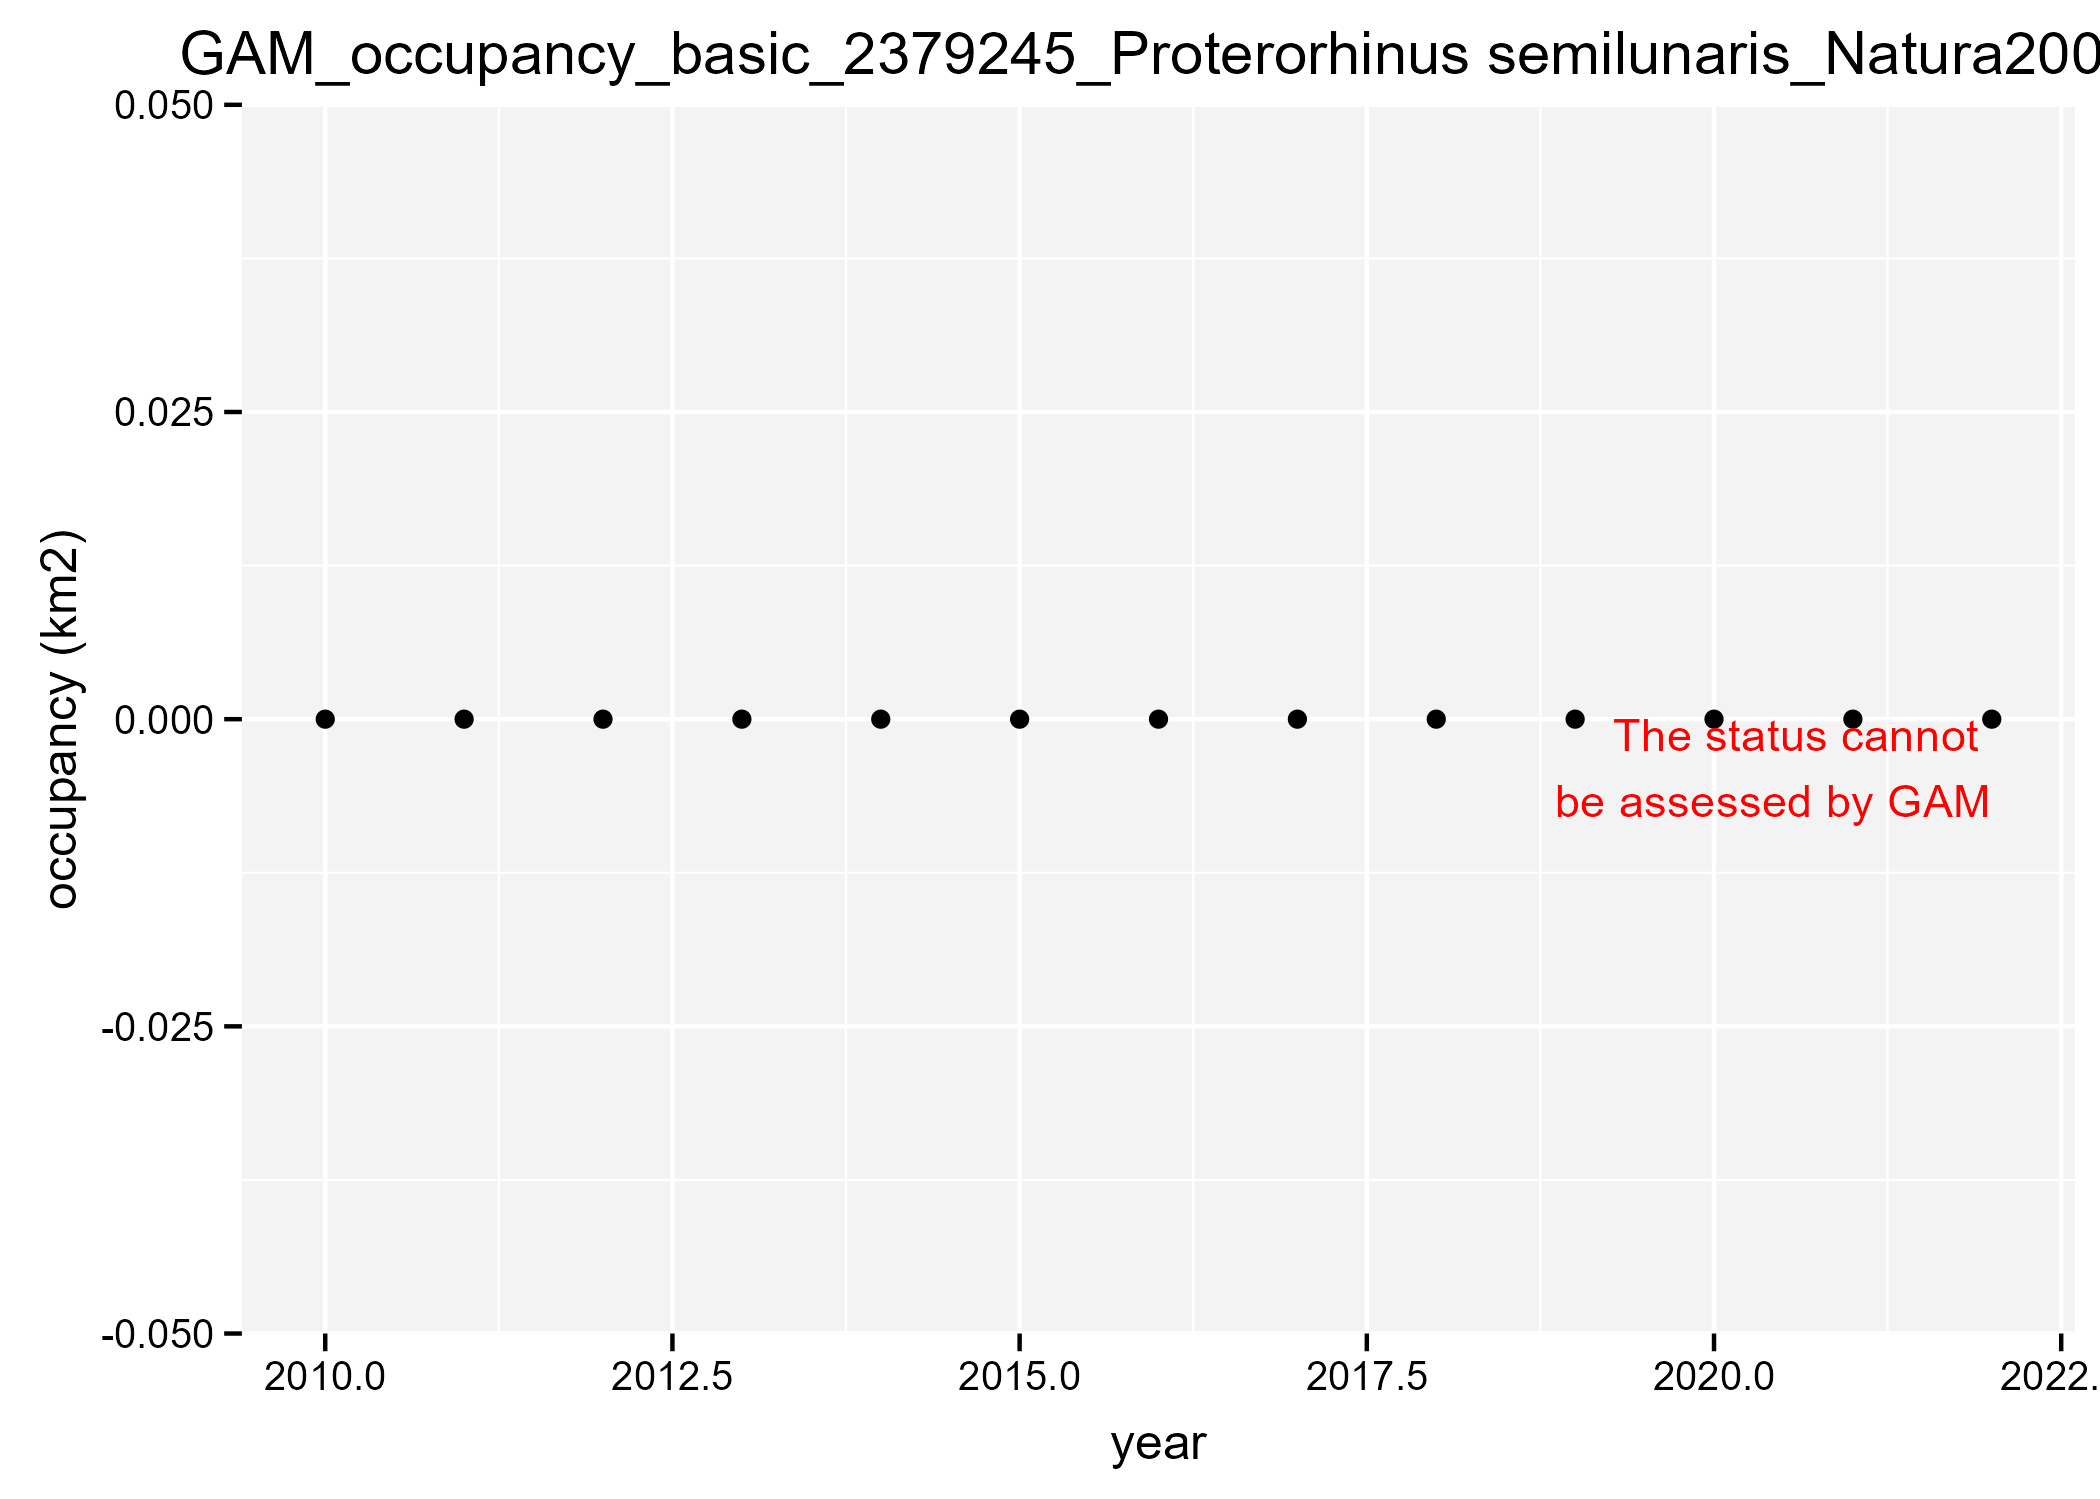 GAM_occupancy_basic_2379245_Proterorhinus semilunaris_Natura200
0.050
0.025
0.000
-0.025
-0.050
occupancy (km2)
The status cannot
be assessed by GAM
2010.0 2012.5 2015.0 2017.5 2020.0 2022.
year